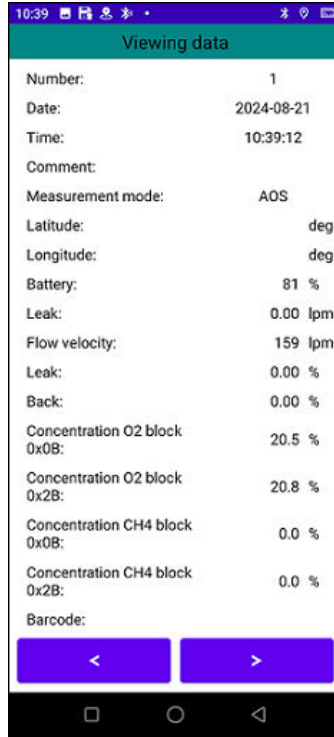 10:39
Viewing data
Number: 1
Date: 2024-08-21
Time: 10:39:12
Comment:
Measurement mode: AOS
Latitude: deg
Longitude: deg
Battery: 81 %
Leak: 0.00 lpm
Flow velocity: 159 lpm
Leak: 0.00 %
Back: 0.00 %
Concentration O2 block
0x0B: 20.5 %
Concentration O2 block
0x2B: 20.8 %
Concentration CH4 block
0x0B: 0.0 %
Concentration CH4 block
0x2B: 0.0 %
Barcode:
< >